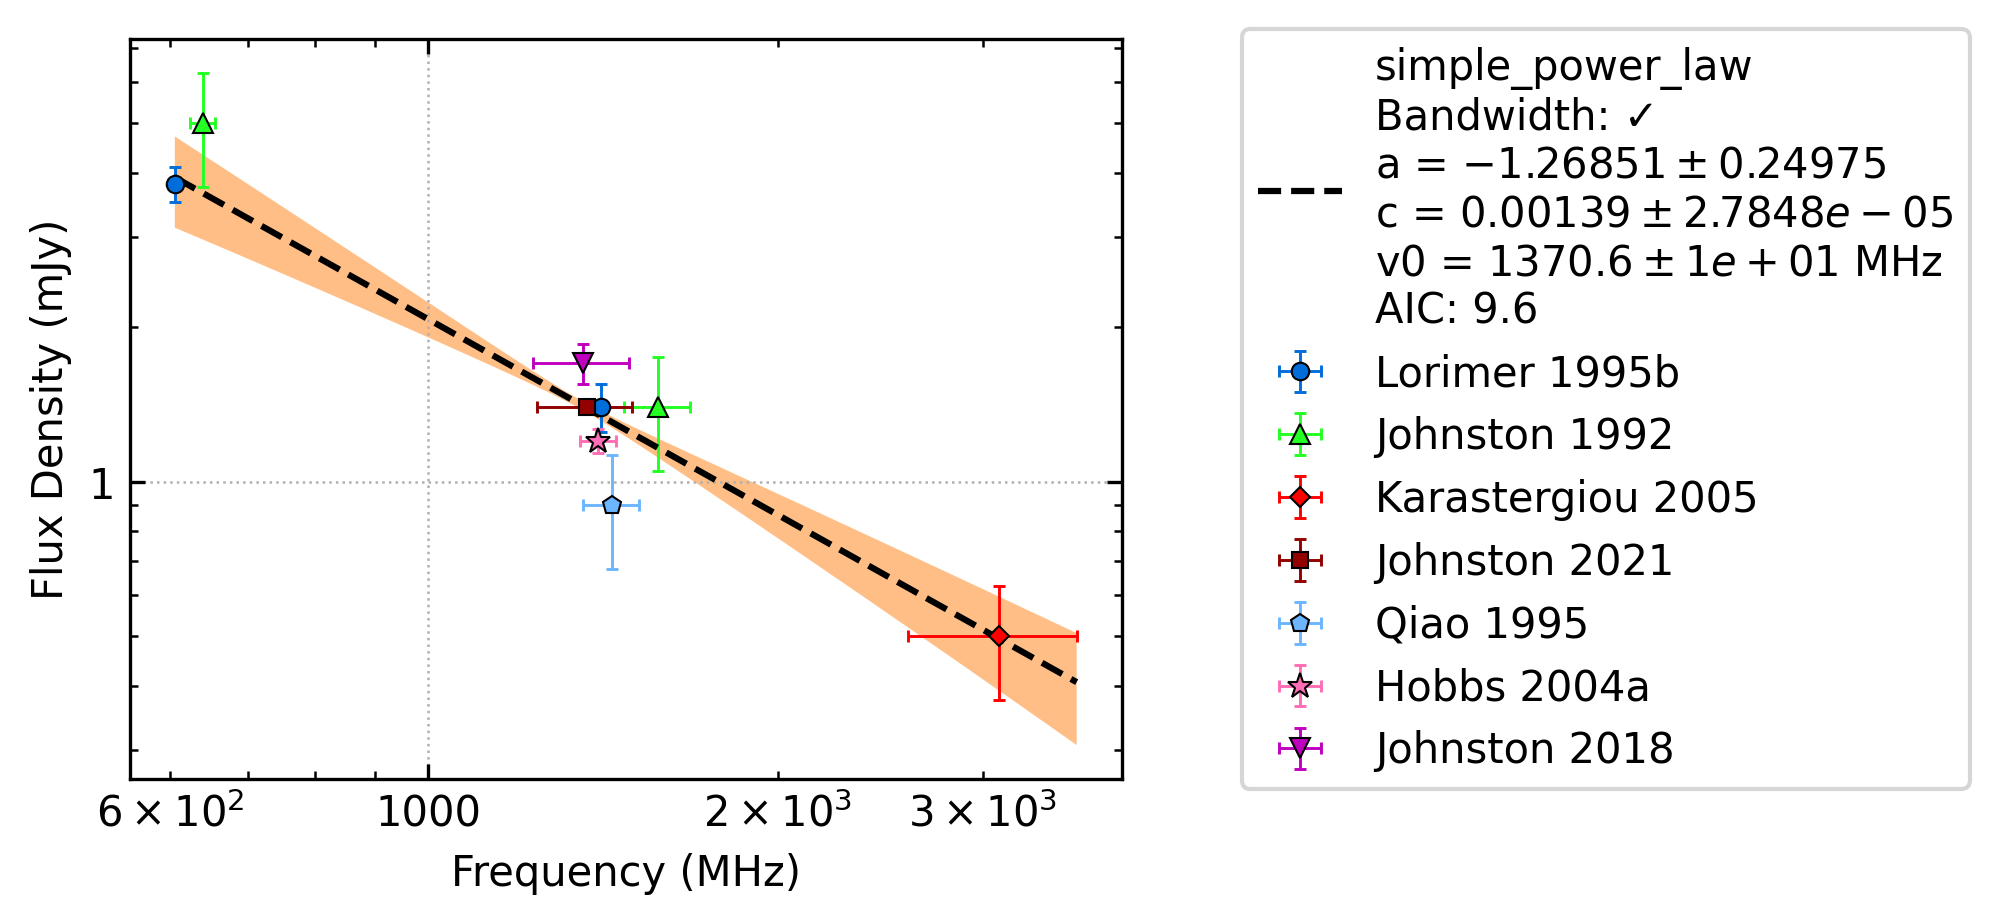 Flux Density (mJy)
1
6 × 10²
1000
2 × 10³
3 × 10³
Frequency (MHz)
simple_power_law
Bandwidth: ✓
a = −1.26851 ± 0.24975
c = 0.00139 ± 2.7848e − 05
v0 = 1370.6 ± 1e + 01 MHz
AIC: 9.6
Lorimer 1995b
Johnston 1992
Karastergiou 2005
Johnston 2021
Qiao 1995
Hobbs 2004a
Johnston 2018